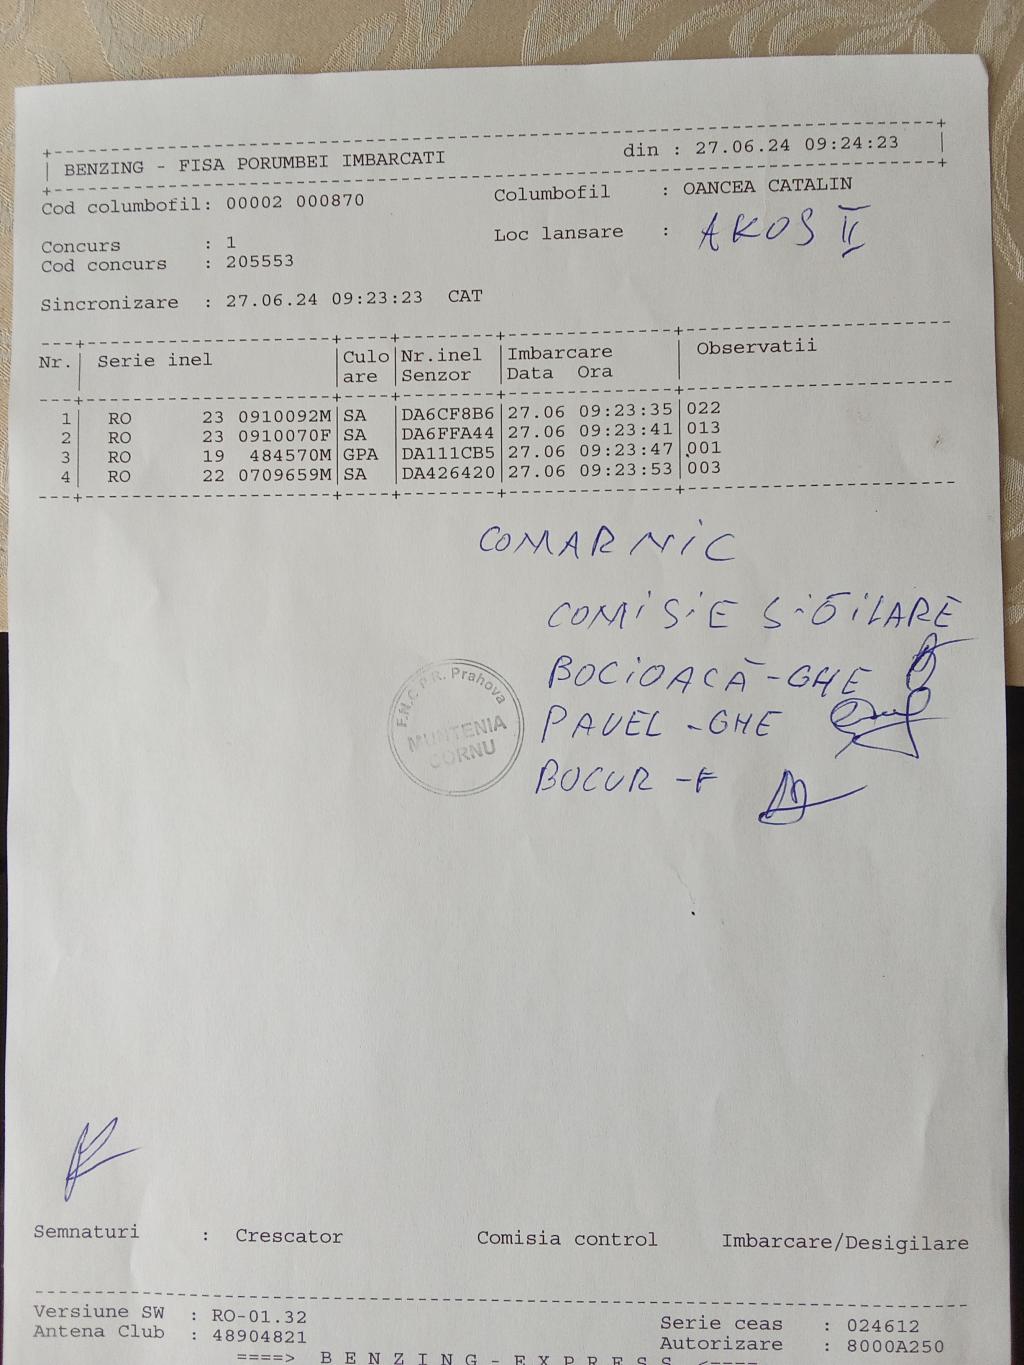 BENZING - FISA PORUMBEI IMBARCATI din : 27.06.24 09:24:23
Cod columbofil: 00002 000870 Columbofil : OANCEA CATALIN
Concurs : 1 Loc lansare : AKOS II
Cod concurs : 205553
Sincronizare : 27.06.24 09:23:23 CAT
Nr. Serie inel Culo Nr.inel Imbarcare Observatii
are Senzor Data Ora
1 RO 23 0910092M SA DA6CF8B6 27.06 09:23:35 022
2 RO 23 0910070F SA DA6FFA44 27.06 09:23:41 013
3 RO 19 484570M GPA DA111CB5 27.06 09:23:47 001
4 RO 22 0709659M SA DA426420 27.06 09:23:53 003
COMARNIC
COMISIE SIGILARE
BOCIOACĂ-GHE
PAVEL-GHE
BOCUR-F
F.N.C.P.R. Prahova
MUNTENIA
CORNU
Semnaturi : Crescator Comisia control Imbarcare/Desigilare
Versiune SW : RO-01.32 Serie ceas : 024612
Antena Club : 48904821 Autorizare : 8000A250
====> B E N Z I N G - E X P R E S S <====